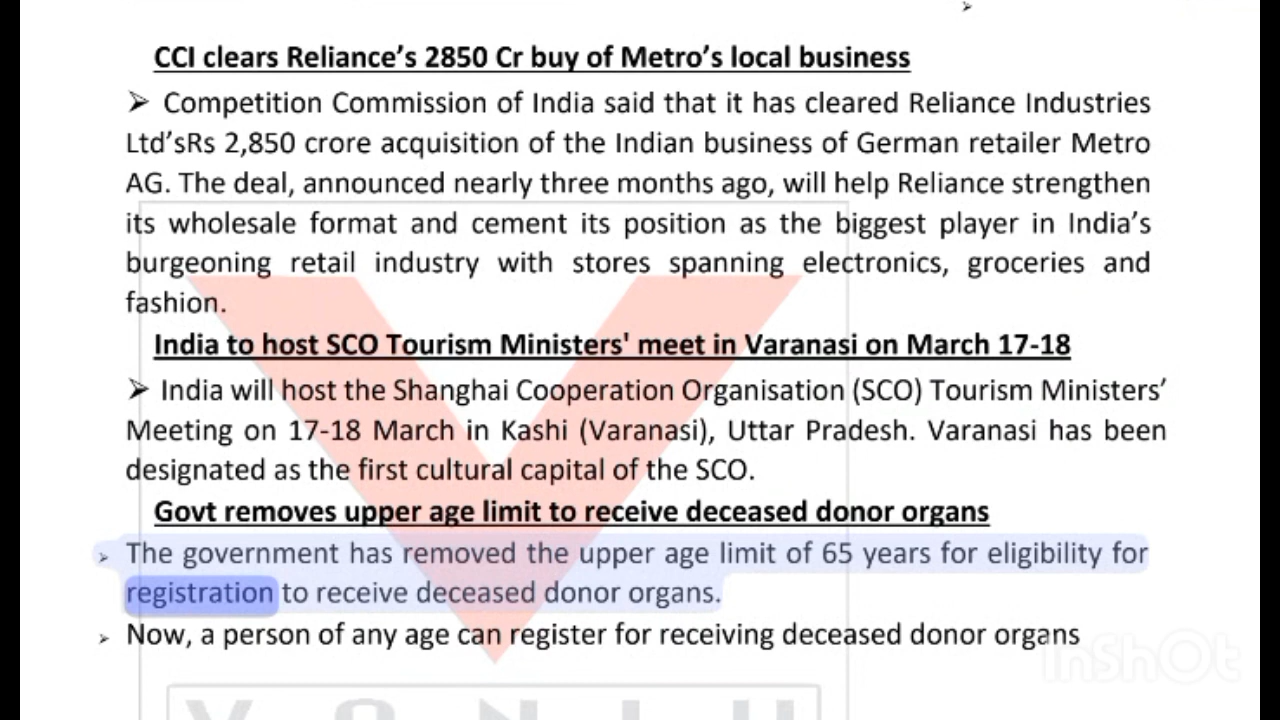 CCI clears Reliance’s 2850 Cr buy of Metro’s local business
➢ Competition Commission of India said that it has cleared Reliance Industries
Ltd’sRs 2,850 crore acquisition of the Indian business of German retailer Metro
AG. The deal, announced nearly three months ago, will help Reliance strengthen
its wholesale format and cement its position as the biggest player in India’s
burgeoning retail industry with stores spanning electronics, groceries and
fashion.
India to host SCO Tourism Ministers' meet in Varanasi on March 17-18
➢ India will host the Shanghai Cooperation Organisation (SCO) Tourism Ministers’
Meeting on 17-18 March in Kashi (Varanasi), Uttar Pradesh. Varanasi has been
designated as the first cultural capital of the SCO.
Govt removes upper age limit to receive deceased donor organs
➢ The government has removed the upper age limit of 65 years for eligibility for
registration to receive deceased donor organs.
➢ Now, a person of any age can register for receiving deceased donor organs
InShOt